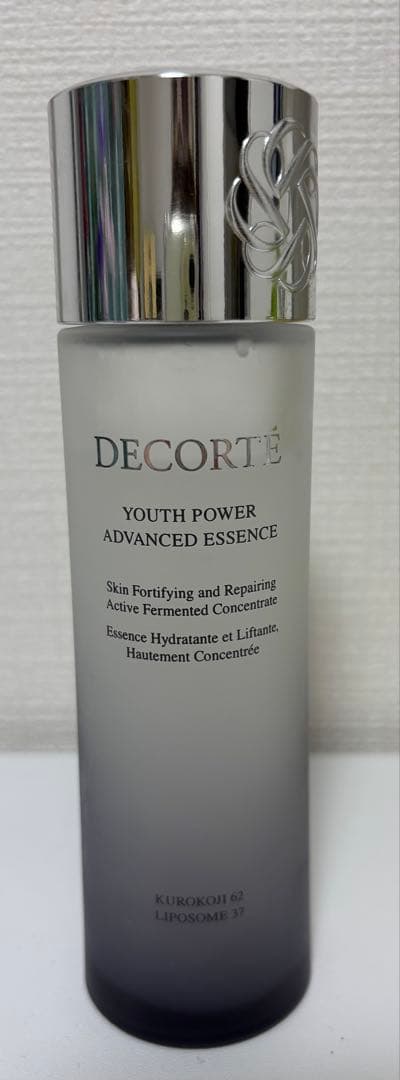 DECORTÉ
YOUTH POWER
ADVANCED ESSENCE
Skin Fortifying and Repairing
Active Fermented Concentrate
Essence Hydratante et Liftante,
Hautement Concentrée
KUROKOJI 62
LIPOSOME 37